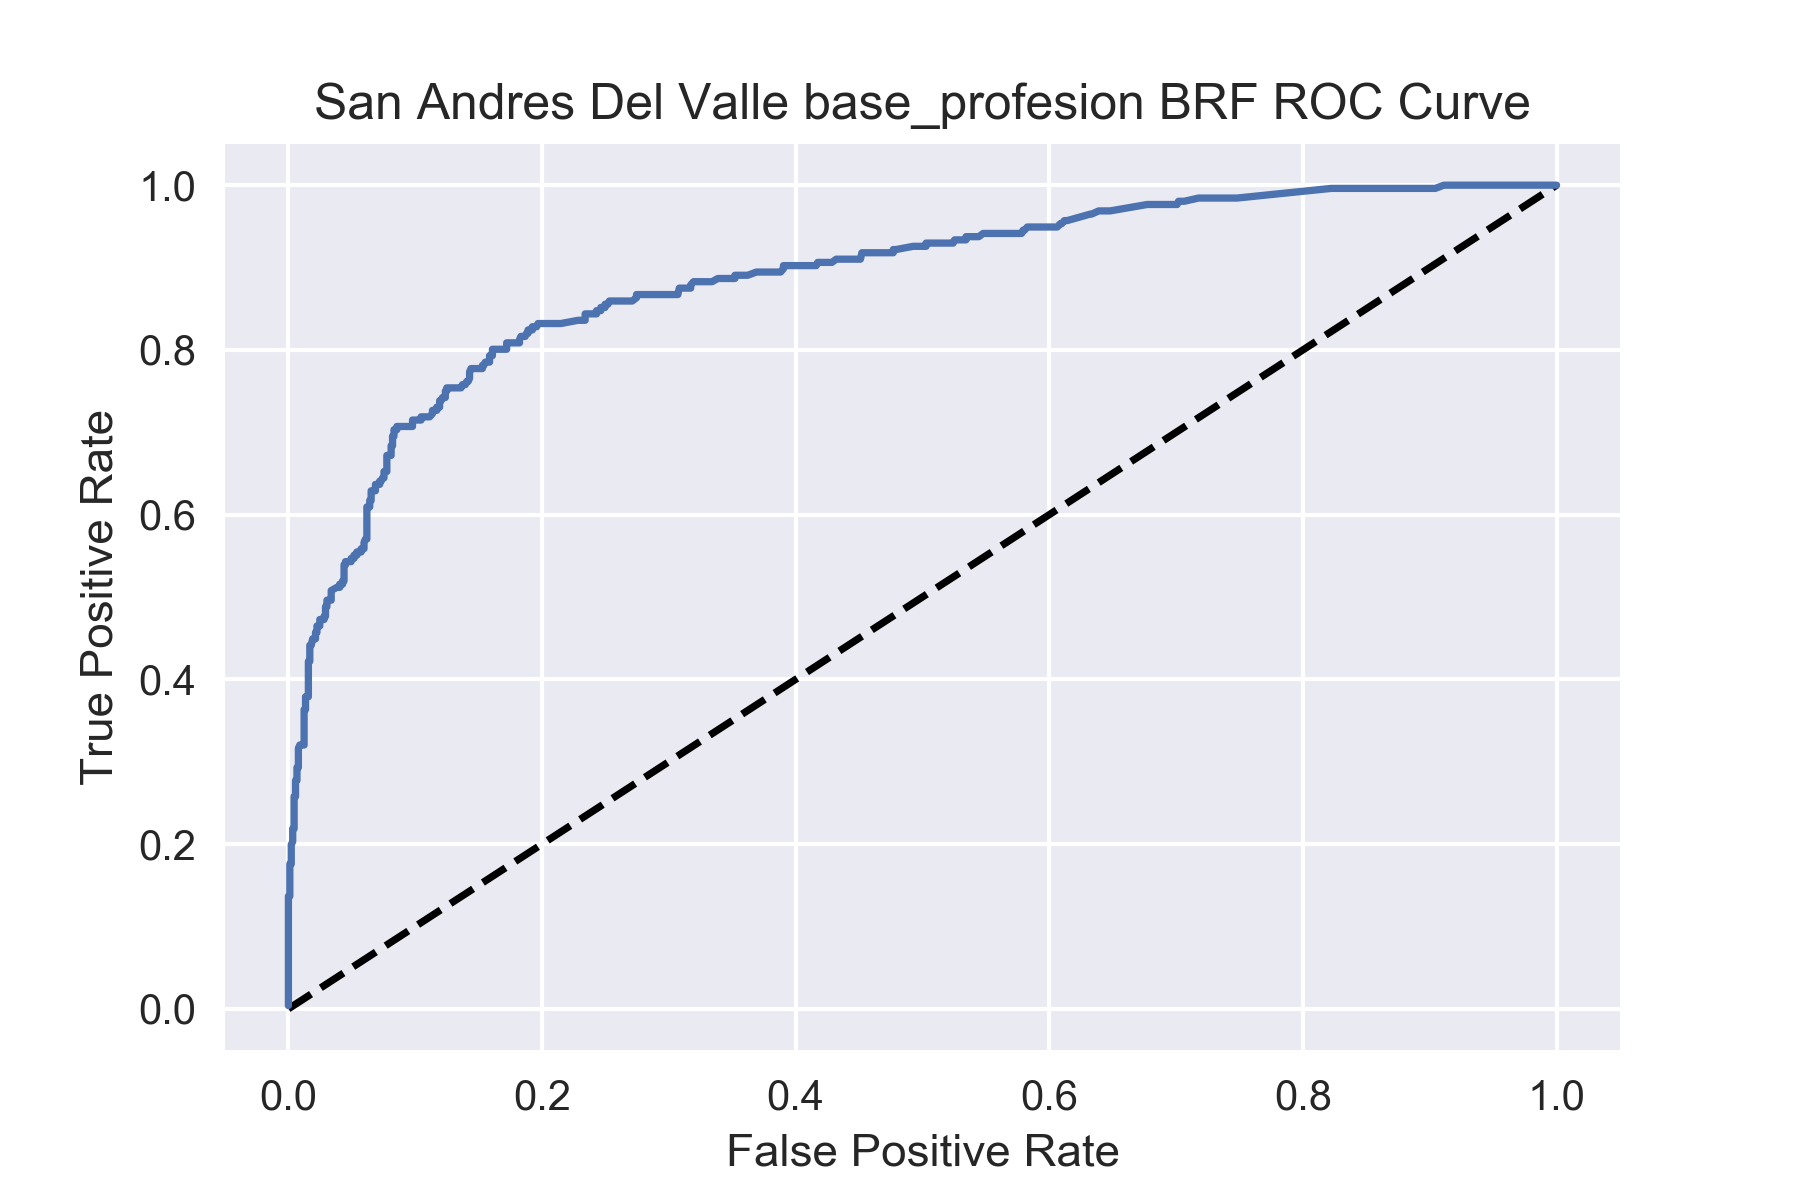 San Andres Del Valle base_profesion BRF ROC Curve
1.0
0.8
0.6
0.4
0.2
0.0
True Positive Rate
0.0 0.2 0.4 0.6 0.8 1.0
False Positive Rate